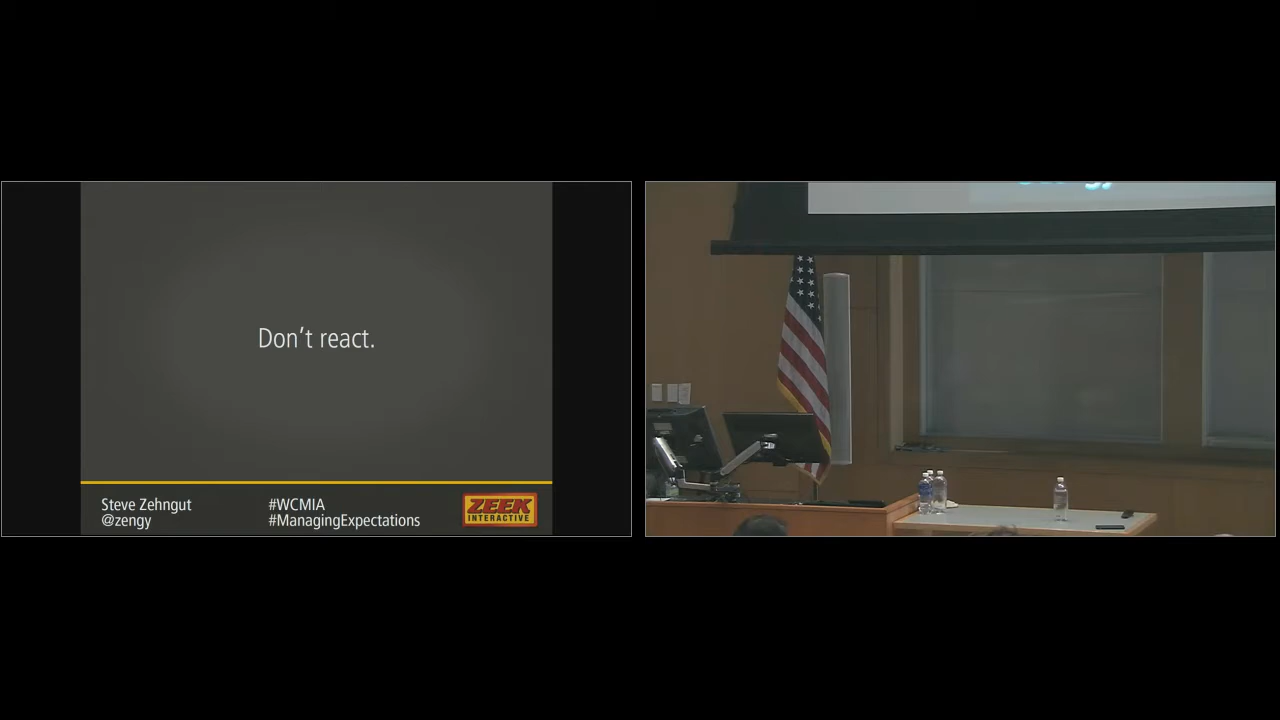 Don't react.
Steve Zehngut
@zengy
#WCMIA
#ManagingExpectations
ZEEK
INTERACTIVE